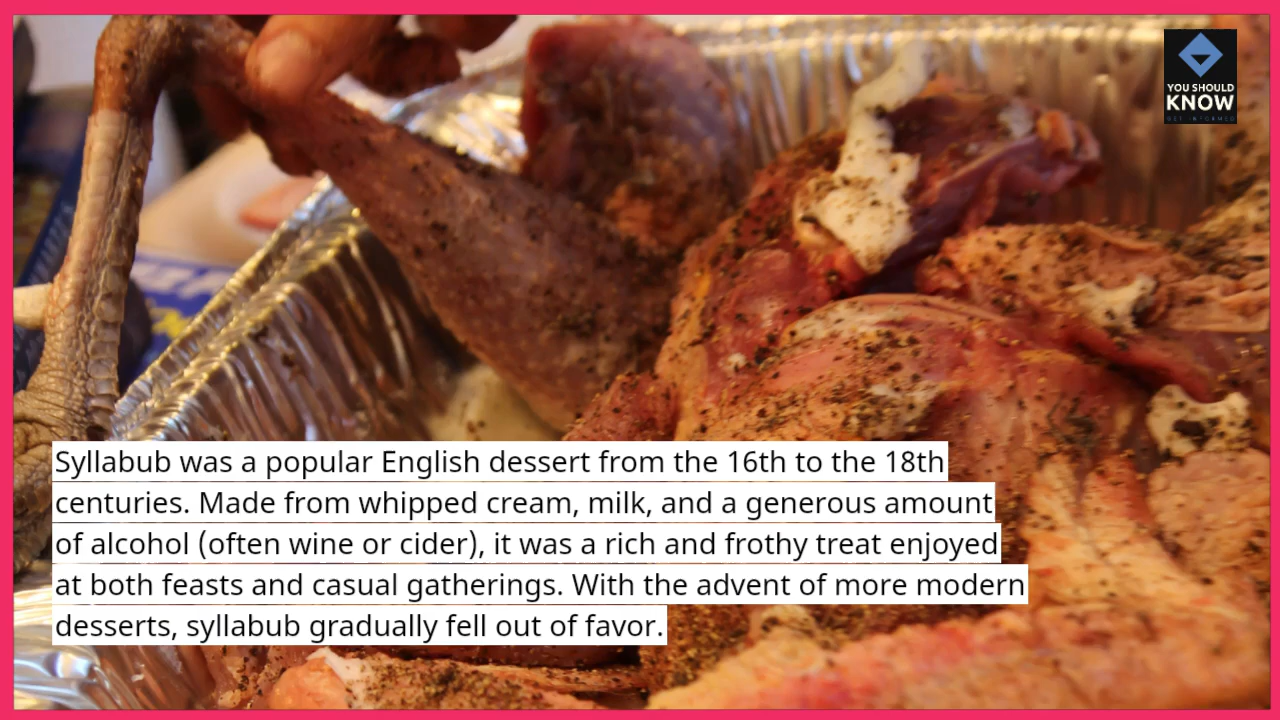 YOU SHOULD
KNOW
GET INFORMED
Syllabub was a popular English dessert from the 16th to the 18th
centuries. Made from whipped cream, milk, and a generous amount
of alcohol (often wine or cider), it was a rich and frothy treat enjoyed
at both feasts and casual gatherings. With the advent of more modern
desserts, syllabub gradually fell out of favor.